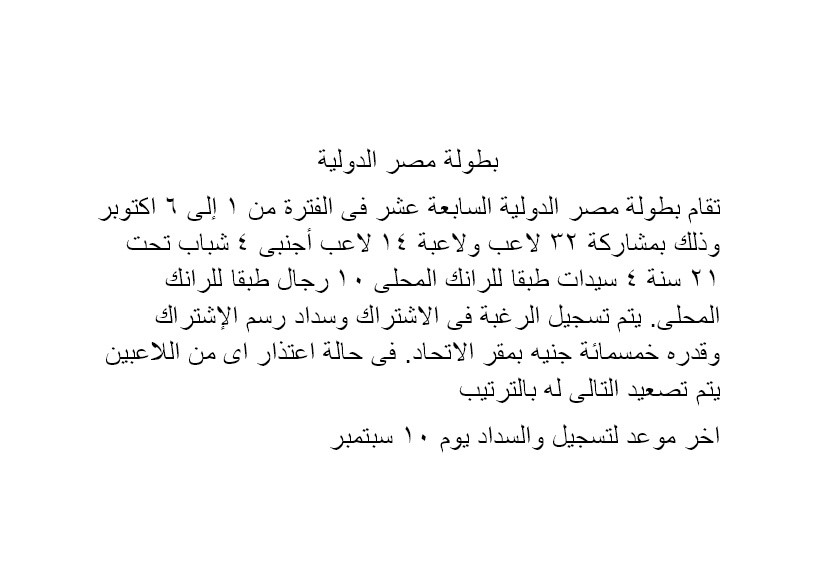 بطولة مصر الدولية
تقام بطولة مصر الدولية السابعة عشر فى الفترة من ١ إلى ٦ اكتوبر
وذلك بمشاركة ٣٢ لاعب ولاعبة ١٤ لاعب أجنبى ٤ شباب تحت
٢١ سنة ٤ سيدات طبقا للرانك المحلى ١٠ رجال طبقا للرانك
المحلى. يتم تسجيل الرغبة فى الاشتراك وسداد رسم الإشتراك
وقدره خمسمائة جنيه بمقر الاتحاد. فى حالة اعتذار اى من اللاعبين
يتم تصعيد التالى له بالترتيب
اخر موعد لتسجيل والسداد يوم ١٠ سبتمبر